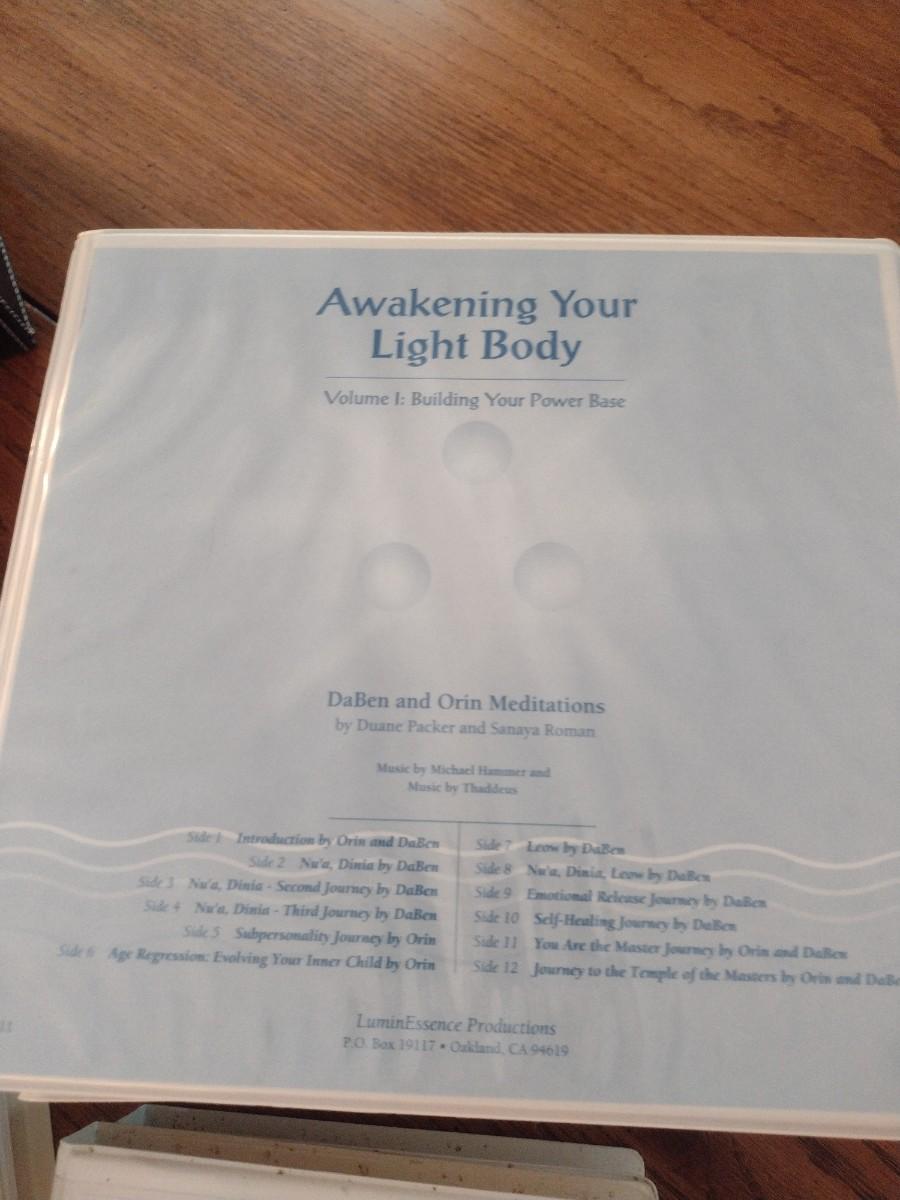 Awakening Your
Light Body
Volume I: Building Your Power Base
DaBen and Orin Meditations
by Duane Packer and Sanaya Roman
Music by Michael Hammer and
Music by Thaddeus
Side 1 Introduction by Orin and DaBen
Side 2 Nu'a, Dinia by DaBen
Side 3 Nu'a, Dinia - Second Journey by DaBen
Side 4 Nu'a, Dinia - Third Journey by DaBen
Side 5 Subpersonality Journey by Orin
Side 6 Age Regression: Evolving Your Inner Child by Orin
Side 7 Leow by DaBen
Side 8 Nu'a, Dinia, Leow by DaBen
Side 9 Emotional Release Journey by DaBen
Side 10 Self-Healing Journey by DaBen
Side 11 You Are the Master Journey by Orin and DaBen
Side 12 Journey to the Temple of the Masters by Orin and DaBe
LuminEssence Productions
P.O. Box 19117 • Oakland, CA 94619